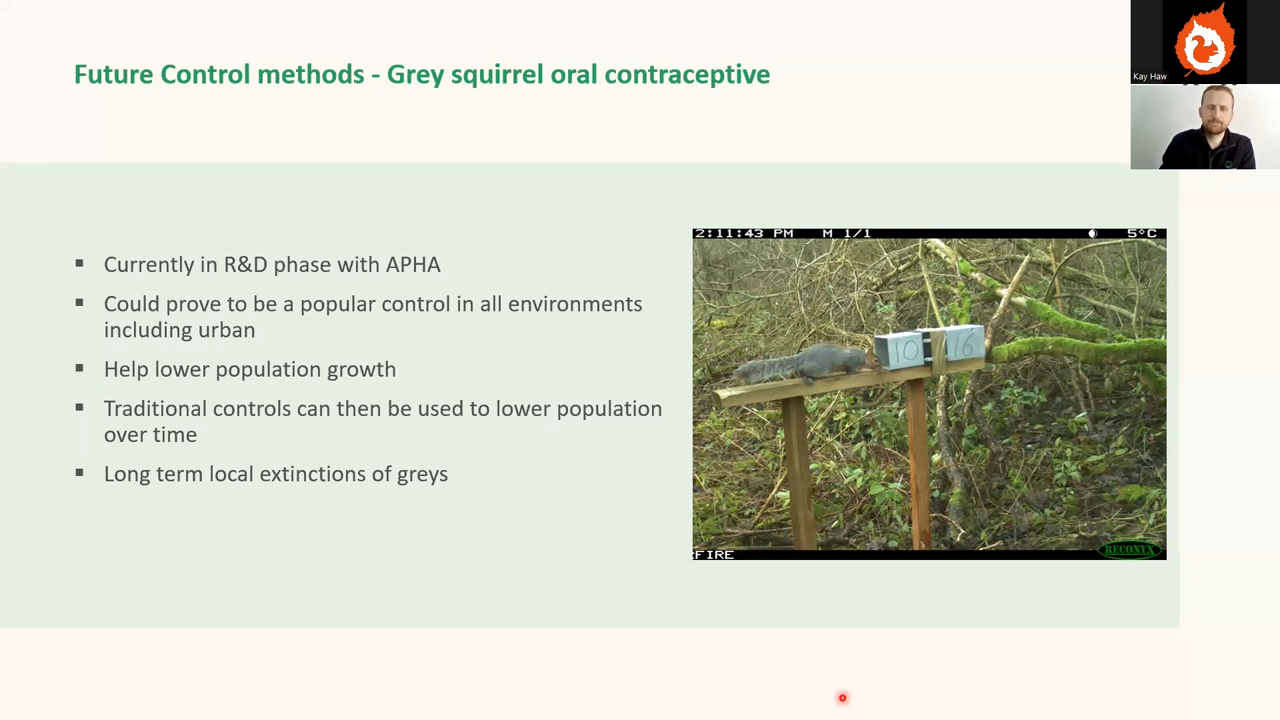 Future Control methods - Grey squirrel oral contraceptive
Kay Haw
▪ Currently in R&D phase with APHA
▪ Could prove to be a popular control in all environments
including urban
▪ Help lower population growth
▪ Traditional controls can then be used to lower population
over time
▪ Long term local extinctions of greys
2:11:43 PM M 1/1 5°C
10 16
RFIRE
RECONYX